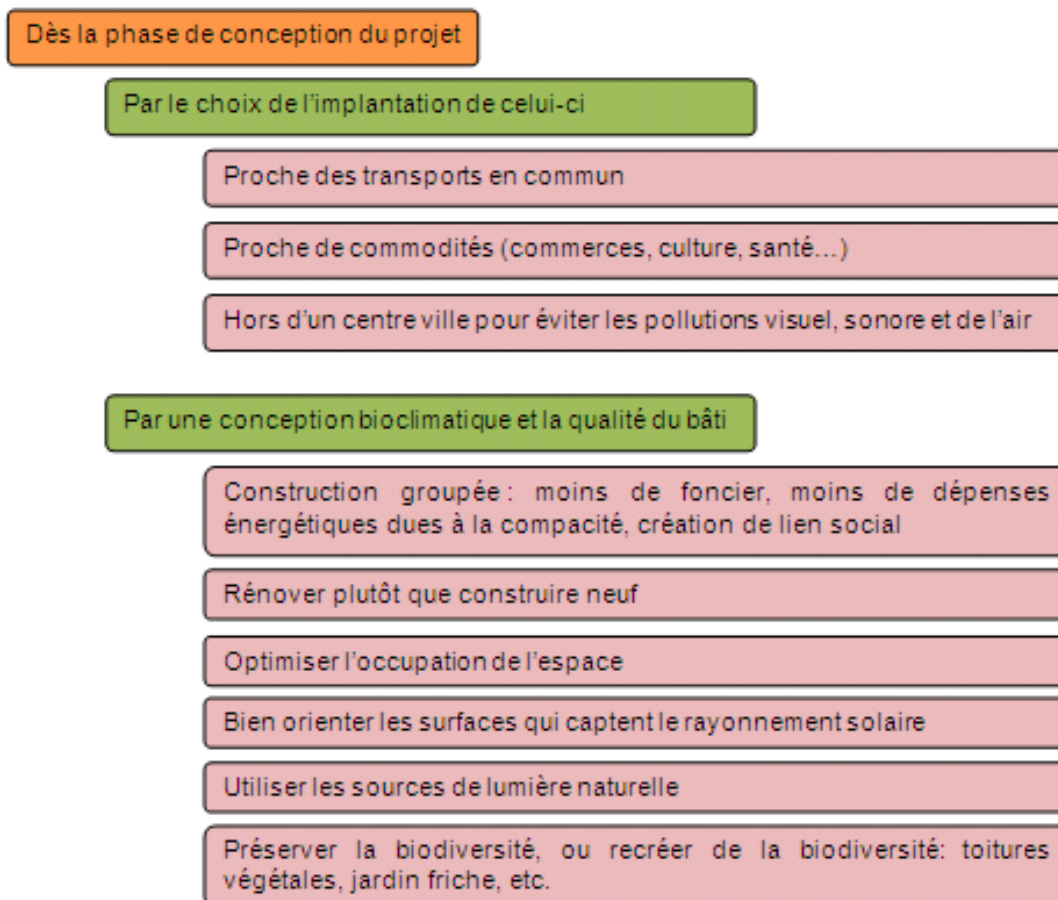 Dès la phase de conception du projet
Par le choix de l'implantation de celui-ci
Proche des transports en commun
Proche de commodités (commerces, culture, santé...)
Hors d'un centre ville pour éviter les pollutions visuel, sonore et de l'air
Par une conception bioclimatique et la qualité du bâti
Construction groupée : moins de foncier, moins de dépenses
énergétiques dues à la compacité, création de lien social
Rénover plutôt que construire neuf
Optimiser l'occupation de l'espace
Bien orienter les surfaces qui captent le rayonnement solaire
Utiliser les sources de lumière naturelle
Préserver la biodiversité, ou recréer de la biodiversité: toitures
végétales, jardin friche, etc.